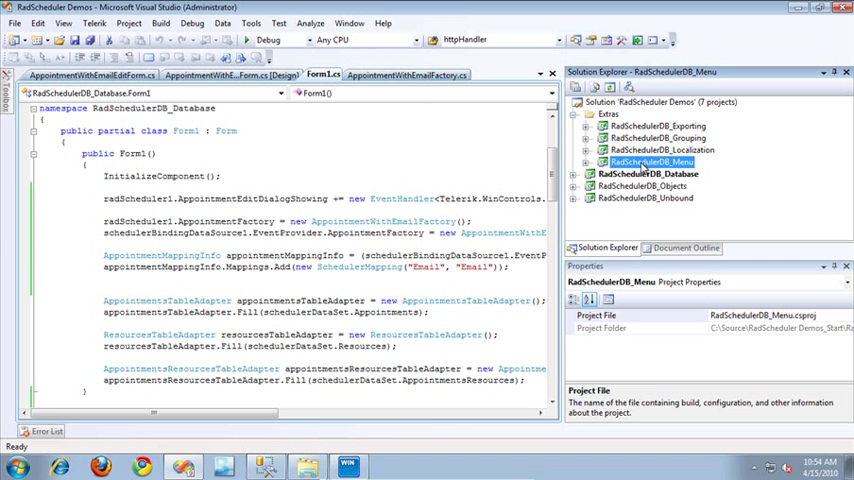 RadScheduler Demos - Microsoft Visual Studio
File Edit View Telerik Project Build Debug Data Tools Test Analyze Window Help
Debug Any CPU httpHandler
AppointmentWithEmailEditForm.cs AppointmentWithE...Form.cs [Design] Form1.cs AppointmentWithEmailFactory.cs
RadSchedulerDB_Database.Form1 Form1()
Toolbox
namespace RadSchedulerDB_Database
{
public partial class Form1 : Form
{
public Form1()
{
InitializeComponent();
radScheduler1.AppointmentEditDialogShowing += new EventHandler<Telerik.WinControls.
radScheduler1.AppointmentFactory = new AppointmentWithEmailFactory();
schedulerBindingDataSource1.EventProvider.AppointmentFactory = new AppointmentWithE
AppointmentMappingInfo appointmentMappingInfo = (schedulerBindingDataSource1.EventP
appointmentMappingInfo.Mappings.Add(new SchedulerMapping("Email", "Email"));
AppointmentsTableAdapter appointmentsTableAdapter = new AppointmentsTableAdapter();
appointmentsTableAdapter.Fill(schedulerDataSet.Appointments);
ResourcesTableAdapter resourcesTableAdapter = new ResourcesTableAdapter();
resourcesTableAdapter.Fill(schedulerDataSet.Resources);
AppointmentsResourcesTableAdapter appointmentsResourcesTableAdapter = new Appointme
appointmentsResourcesTableAdapter.Fill(schedulerDataSet.AppointmentsResources);
}
Solution Explorer - RadSchedulerDB_Menu
Solution 'RadScheduler Demos' (7 projects)
Extras
RadSchedulerDB_Exporting
RadSchedulerDB_Grouping
RadSchedulerDB_Localization
RadSchedulerDB_Menu
RadSchedulerDB_Database
RadSchedulerDB_Objects
RadSchedulerDB_Unbound
Solution Explorer Document Outline
Properties
RadSchedulerDB_Menu Project Properties
Project File RadSchedulerDB_Menu.csproj
Project Folder C:\Source\RadScheduler Demos_Start\Ra
Project File
The name of the file containing build, configuration, and other information
about the project.
Error List
Ready
WIN
10:54 AM
4/15/2010